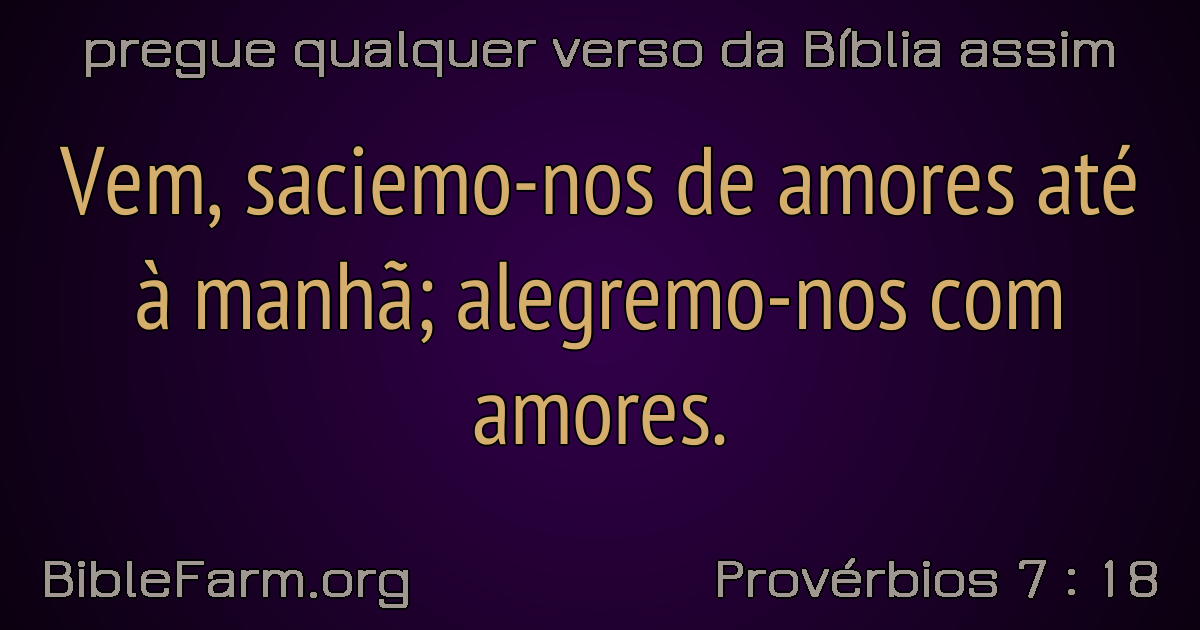 pregue qualquer verso da Bíblia assim
Vem, saciemo-nos de amores até
à manhã; alegremo-nos com
amores.
BibleFarm.org
Provérbios 7 : 18